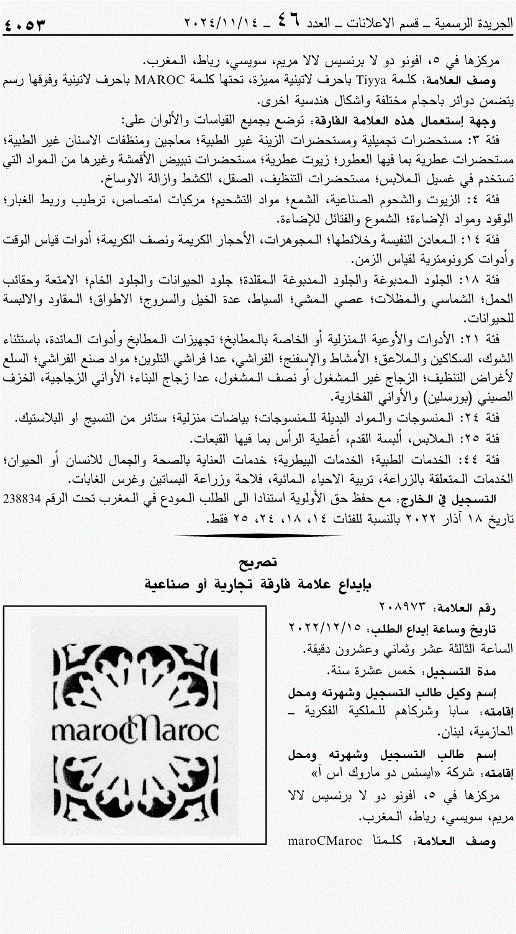 الجريدة الرسمية ــ قسم الاعلانات ــ العدد ٤٦ ــ ٢٠٢٤/١١/١٤
٤٠٥٣
مركزها في ٥، افونو دو لا برنسيس لالا مريم، سويسي، رباط، المغرب.
وصف العلامة: كلمة Tiyya باحرف لاتينية مميزة، تحتها كلمة MAROC باحرف لاتينية وفوقها رسم
يتضمن دوائر باحجام مختلفة واشكال هندسية اخرى.
وجهة إستعمال هذه العلامة الفارقة: توضع بجميع القياسات والألوان على:
فئة ٣: مستحضرات تجميلية ومستحضرات الزينة غير الطبية؛ معاجين ومنظفات الاسنان غير الطبية؛
مستحضرات عطرية بما فيها العطور؛ زيوت عطرية؛ مستحضرات تبييض الأقمشة وغيرها من المواد التي
تستخدم في غسيل الملابس؛ مستحضرات التنظيف، الصقل، الكشط وازالة الاوساخ.
فئة ٤: الزيوت والشحوم الصناعية، الشمع؛ مواد التشحيم؛ مركبات امتصاص، ترطيب وربط الغبار؛
الوقود ومواد الإضاءة؛ الشموع والفتائل للإضاءة.
فئة ١٤: المعادن النفيسة وخلائطها؛ المجوهرات، الأحجار الكريمة ونصف الكريمة؛ أدوات قياس الوقت
وأدوات كرونومترية لقياس الزمن.
فئة ١٨: الجلود المدبوغة والجلود المدبوغة المقلدة؛ جلود الحيوانات والجلود الخام؛ الامتعة وحقائب
الحمل؛ الشماسي والمظلات؛ عصي المشي؛ السياط، عدة الخيل والسروج؛ الاطواق؛ المقاود والالبسة
للحيوانات.
فئة ٢١: الأدوات والأوعية المنزلية أو الخاصة بالمطابخ؛ تجهيزات المطابخ وأدوات المائدة، باستثناء
الشوك، السكاكين والملاعق؛ الأمشاط والإسفنج؛ الفراشي، عدا فراشي التلوين؛ مواد صنع الفراشي؛ السلع
لأغراض التنظيف؛ الزجاج غير المشغول أو نصف المشغول، عدا زجاج البناء؛ الأواني الزجاجية، الخزف
الصيني (بورسلين) والأواني الفخارية.
فئة ٢٤: المنسوجات والمواد البديلة للمنسوجات؛ بياضات منزلية؛ ستائر من النسيج او البلاستيك.
فئة ٢٥: الملابس، ألبسة القدم، أغطية الرأس بما فيها القبعات.
فئة ٤٤: الخدمات الطبية؛ الخدمات البيطرية؛ خدمات العناية بالصحة والجمال للانسان أو الحيوان؛
الخدمات المتعلقة بالزراعة، تربية الاحياء المائية، فلاحة وزراعة البساتين وغرس الغابات.
التسجيل في الخارج: مع حفظ حق الأولوية استنادا الى الطلب المودع في المغرب تحت الرقم 238834
تاريخ ١٨ آذار ٢٠٢٢ بالنسبة للفئات ١٤، ١٨، ٢٤، ٢٥ فقط.
تصريح
بإيداع علامة فارقة تجارية أو صناعية
رقم العلامة: ٢٠٨٩٧٣
تاريخ وساعة إيداع الطلب: ٢٠٢٢/١٢/١٥
الساعة الثالثة عشر وثماني وعشرون دقيقة.
مدة التسجيل: خمس عشرة سنة.
إسم وكيل طالب التسجيل وشهرته ومحل
إقامته: سابا وشركاهم للملكية الفكرية ــ
الحازمية، لبنان.
إسم طالب التسجيل وشهرته ومحل
إقامته: شركة «ايسنس دو ماروك اس أ»
مركزها في ٥، افونو دو لا برنسيس لالا
مريم، سويسي، رباط، المغرب.
وصف العلامة: كلمتا maroCMaroc
marocMaroc